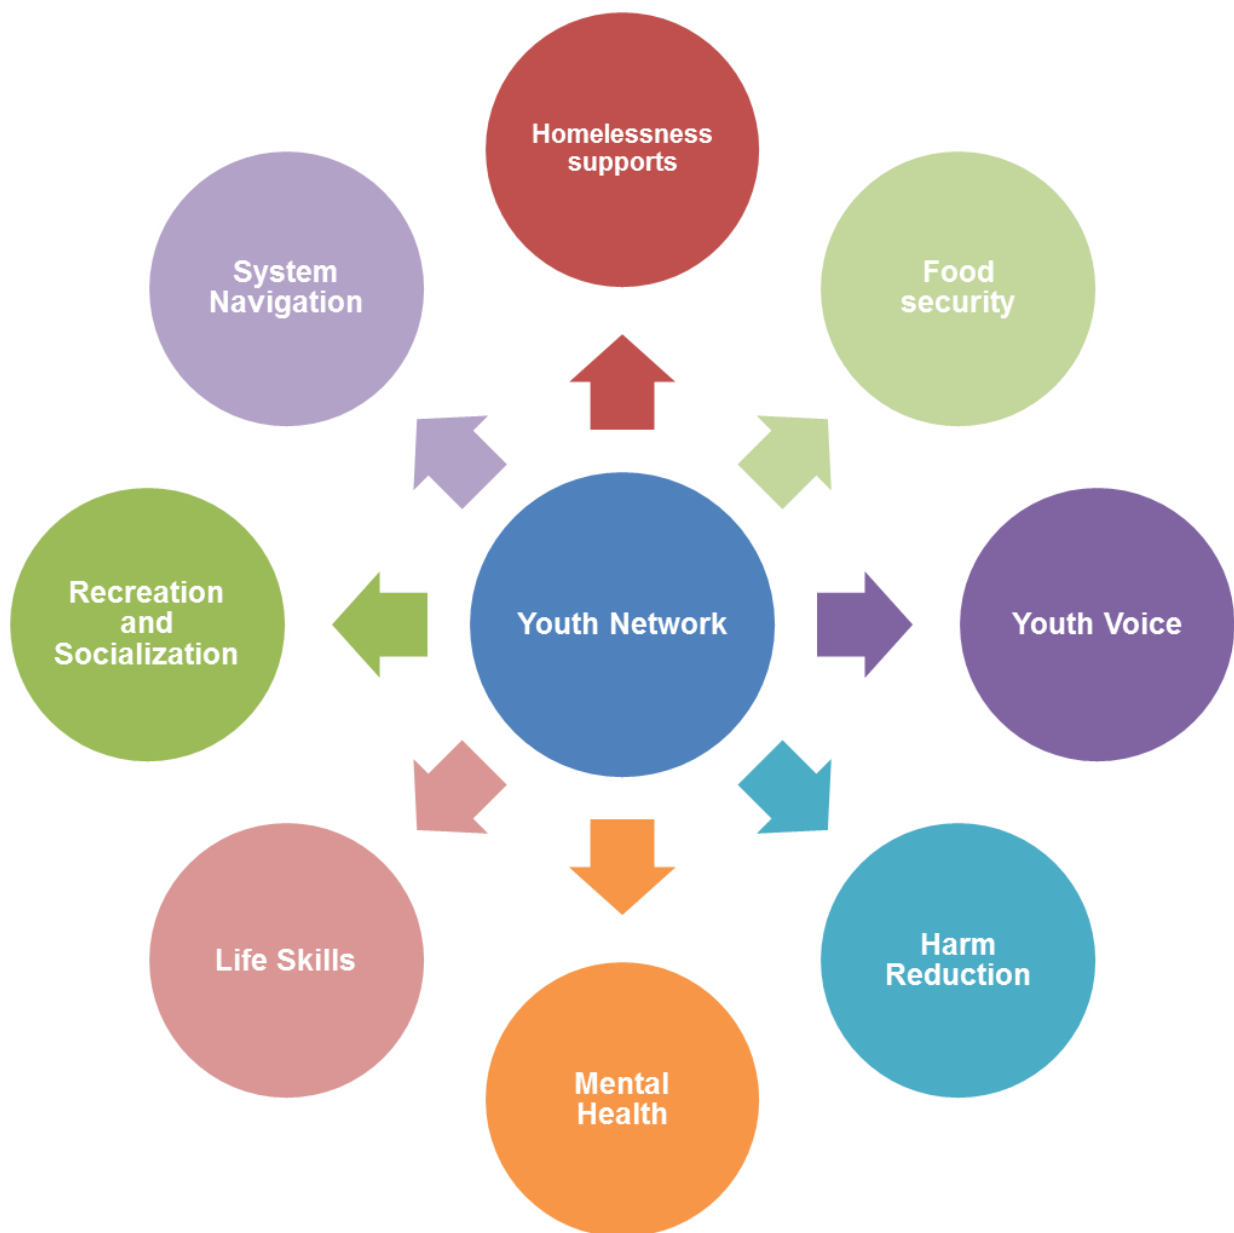 Homelessness
supports
Food
security
Youth Voice
Harm
Reduction
Mental
Health
Life Skills
Recreation
and
Socialization
System
Navigation
Youth Network